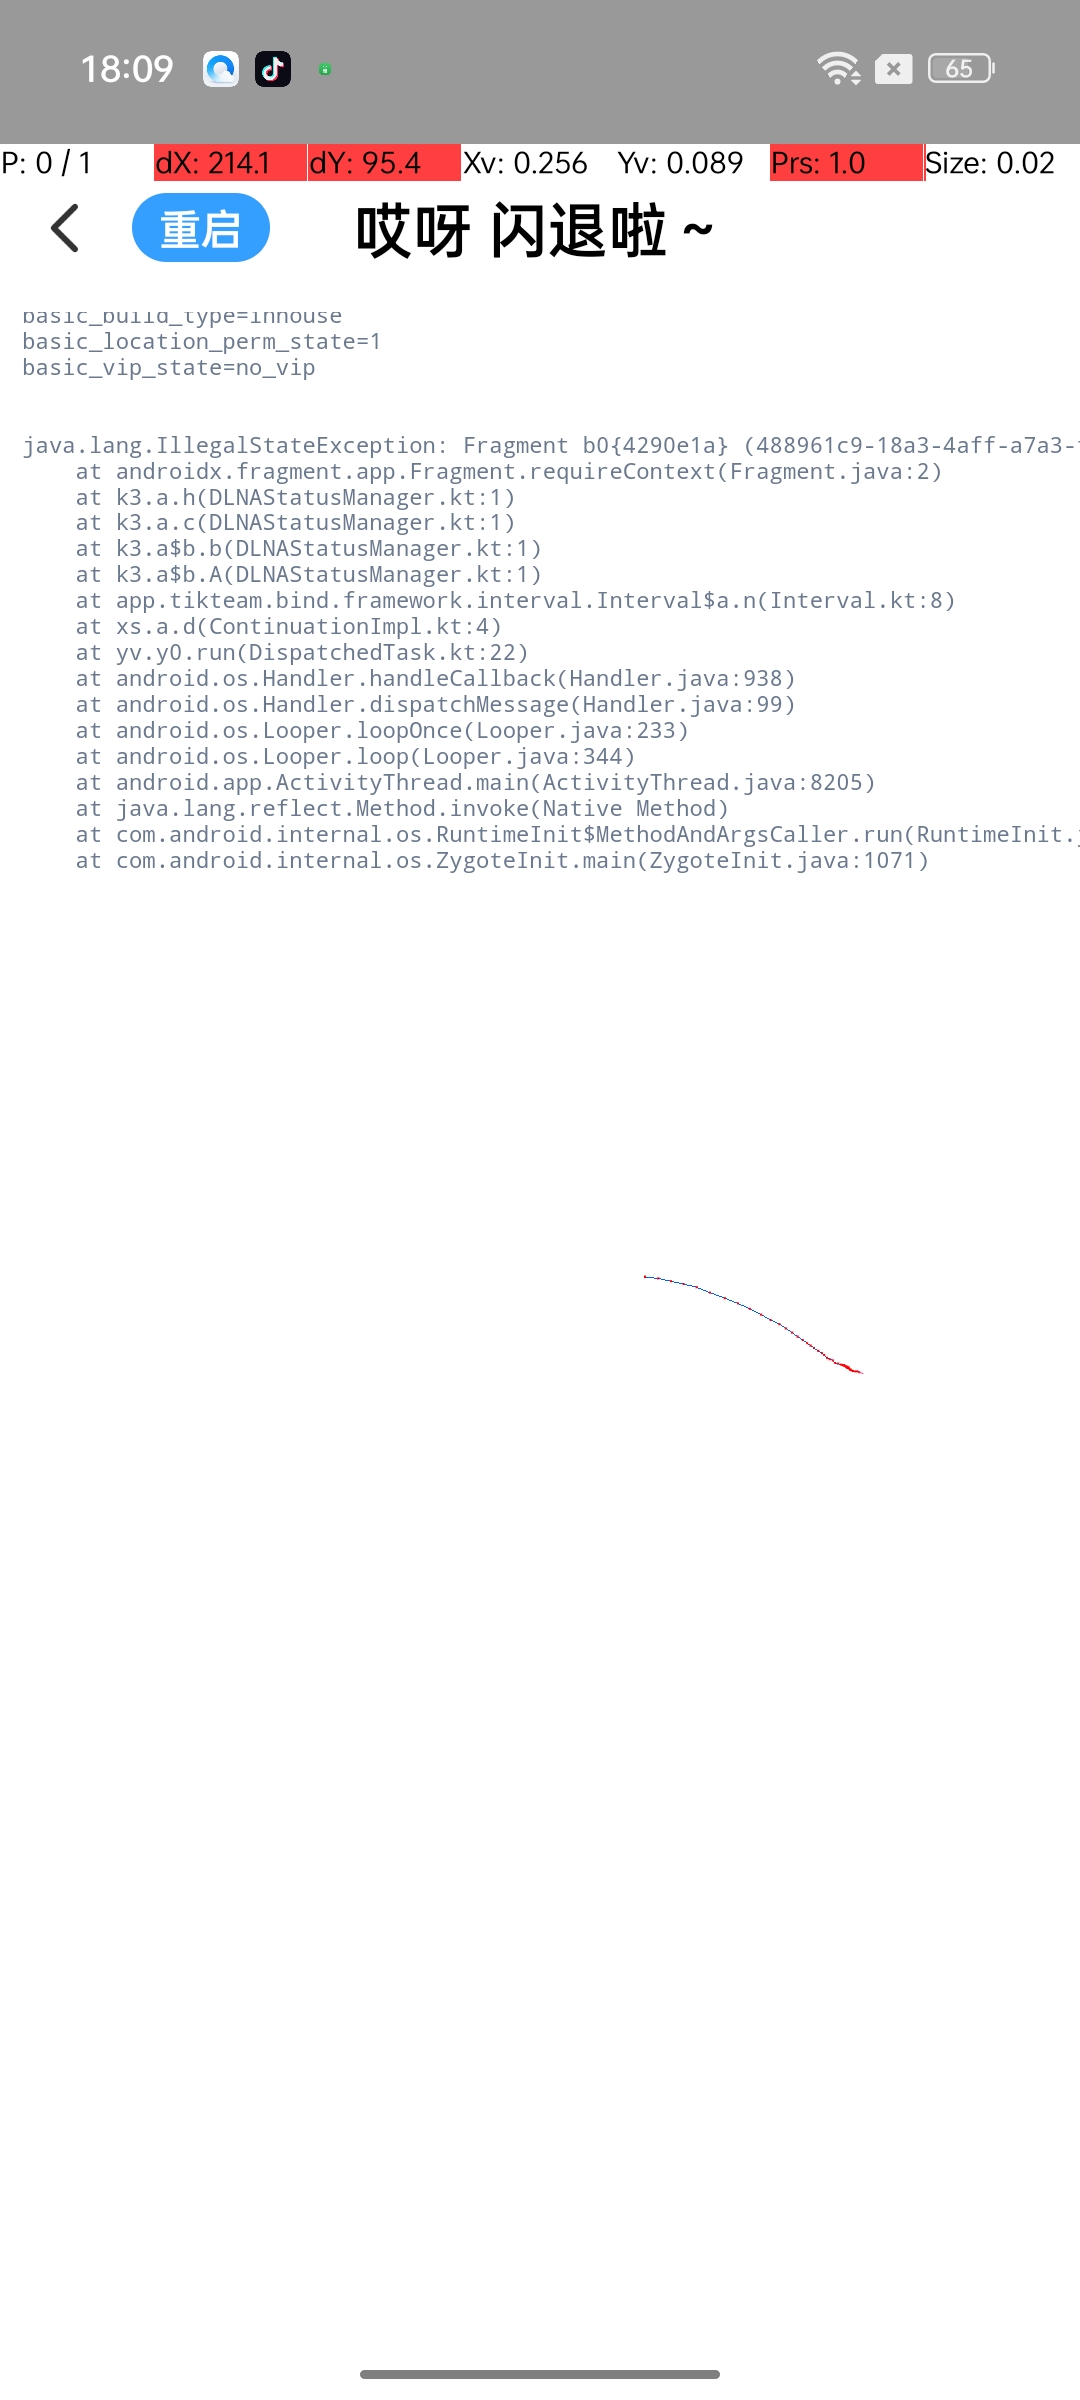 18:09
65
P: 0 / 1 dX: 214.1 dY: 95.4 Xv: 0.256 Yv: 0.089 Prs: 1.0 Size: 0.02
重启 哎呀 闪退啦 ~
basic_build_type=inhouse
basic_location_perm_state=1
basic_vip_state=no_vip
java.lang.IllegalStateException: Fragment b0{4290e1a} (488961c9-18a3-4aff-a7a3-
at androidx.fragment.app.Fragment.requireContext(Fragment.java:2)
at k3.a.h(DLNAStatusManager.kt:1)
at k3.a.c(DLNAStatusManager.kt:1)
at k3.a$b.b(DLNAStatusManager.kt:1)
at k3.a$b.A(DLNAStatusManager.kt:1)
at app.tikteam.bind.framework.interval.Interval$a.n(Interval.kt:8)
at xs.a.d(ContinuationImpl.kt:4)
at yv.y0.run(DispatchedTask.kt:22)
at android.os.Handler.handleCallback(Handler.java:938)
at android.os.Handler.dispatchMessage(Handler.java:99)
at android.os.Looper.loopOnce(Looper.java:233)
at android.os.Looper.loop(Looper.java:344)
at android.app.ActivityThread.main(ActivityThread.java:8205)
at java.lang.reflect.Method.invoke(Native Method)
at com.android.internal.os.RuntimeInit$MethodAndArgsCaller.run(RuntimeInit.
at com.android.internal.os.ZygoteInit.main(ZygoteInit.java:1071)